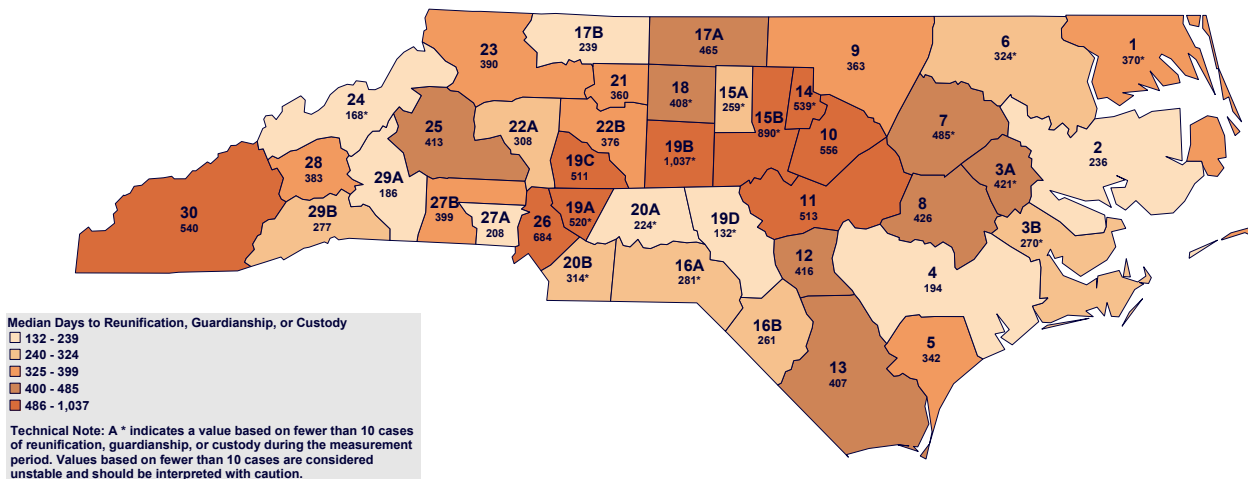 17B
239
17A
465
23
390
9
363
6
324*
1
370*
21
360
18
408*
15A
259*
14
539*
24
168*
15B
890*
7
485*
25
413
22A
308
22B
376
10
556
19B
1,037*
2
236
28
383
19C
511
3A
421*
29A
186
30
540
27B
399
19A
520*
20A
224*
19D
132*
11
513
8
426
29B
277
27A
208
26
684
3B
270*
12
416
20B
314*
16A
281*
4
194
16B
261
5
342
13
407
Median Days to Reunification, Guardianship, or Custody
132 - 239
240 - 324
325 - 399
400 - 485
486 - 1,037
Technical Note: A * indicates a value based on fewer than 10 cases
of reunification, guardianship, or custody during the measurement
period. Values based on fewer than 10 cases are considered
unstable and should be interpreted with caution.